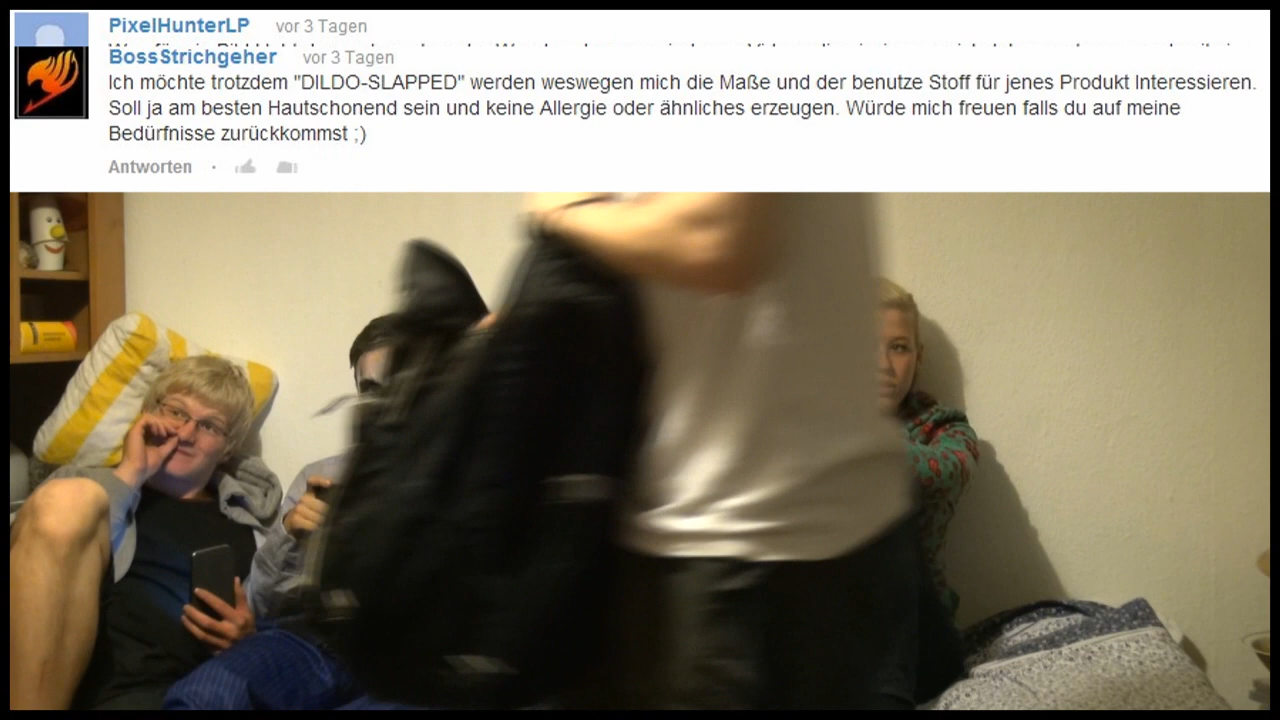 PixelHunterLP vor 3 Tagen
BossStrichgeher vor 3 Tagen
Ich möchte trotzdem "DILDO-SLAPPED" werden weswegen mich die Maße und der benutze Stoff für jenes Produkt Interessieren.
Soll ja am besten Hautschonend sein und keine Allergie oder ähnliches erzeugen. Würde mich freuen falls du auf meine
Bedürfnisse zurückkommst ;)
Antworten ·